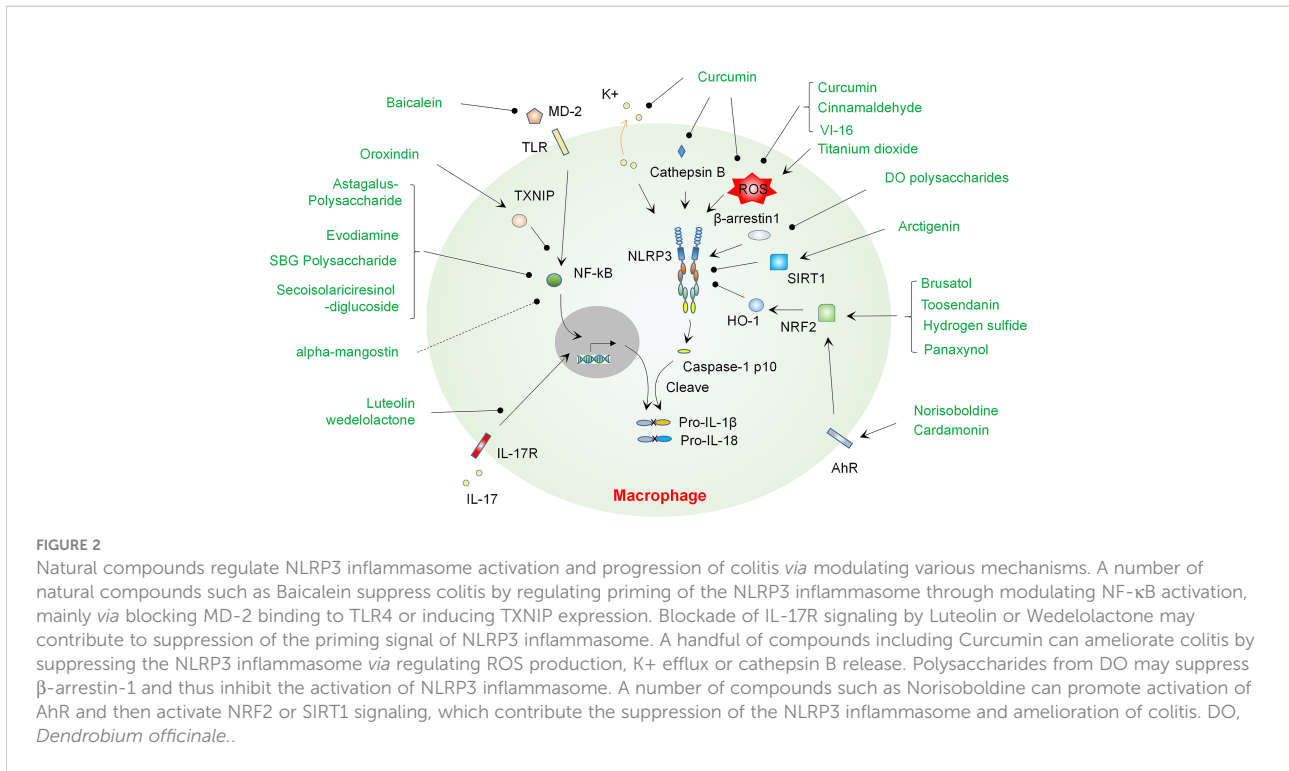 Curcumin
K+
Curcumin
Cinnamaldehyde
VI-16
Titanium dioxide
Baicalein
MD-2
TLR
Oroxindin
Cathepsin B
ROS
DO polysaccharides
Astagalus-
Polysaccharide
TXNIP
β-arrestin1
Arctigenin
Evodiamine
NLRP3
SBG Polysaccharide
NF-kB
SIRT1
Secoisolariciresinol
-diglucoside
Brusatol
Toosendanin
Hydrogen sulfide
Panaxynol
HO-1
NRF2
alpha-mangostin
Caspase-1 p10
Cleave
Luteolin
wedelolactone
Norisoboldine
Cardamonin
Pro-IL-1β
Pro-IL-18
IL-17R
AhR
IL-17
Macrophage
FIGURE 2
Natural compounds regulate NLRP3 inflammasome activation and progression of colitis via modulating various mechanisms. A number of
natural compounds such as Baicalein suppress colitis by regulating priming of the NLRP3 inflammasome through modulating NF-κB activation,
mainly via blocking MD-2 binding to TLR4 or inducing TXNIP expression. Blockade of IL-17R signaling by Luteolin or Wedelolactone may
contribute to suppression of the priming signal of NLRP3 inflammasome. A handful of compounds including Curcumin can ameliorate colitis by
suppressing the NLRP3 inflammasome via regulating ROS production, K+ efflux or cathepsin B release. Polysaccharides from DO may suppress
β-arrestin-1 and thus inhibit the activation of NLRP3 inflammasome. A number of compounds such as Norisoboldine can promote activation of
AhR and then activate NRF2 or SIRT1 signaling, which contribute the suppression of the NLRP3 inflammasome and amelioration of colitis. DO,
Dendrobium officinale..